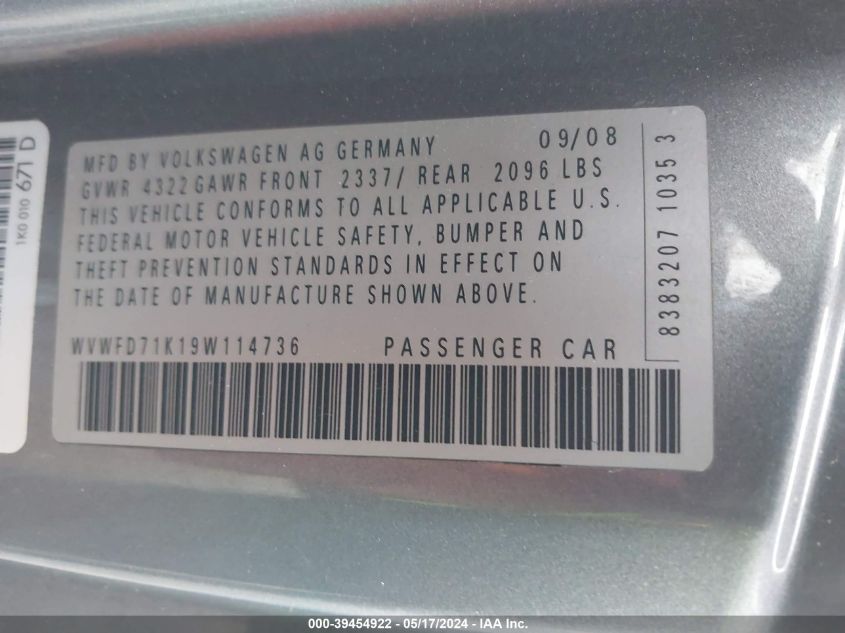 MFD BY VOLKSWAGEN AG GERMANY 09/08
GVWR 4322 GAWR FRONT 2337/ REAR 2096 LBS
THIS VEHICLE CONFORMS TO ALL APPLICABLE U.S.
FEDERAL MOTOR VEHICLE SAFETY, BUMPER AND
THEFT PREVENTION STANDARDS IN EFFECT ON
THE DATE OF MANUFACTURE SHOWN ABOVE.
WVWFD71K19W114736 PASSENGER CAR
8383207 1035 3
1K0 010 671 D
000-39454922 - 05/17/2024 - IAA Inc.